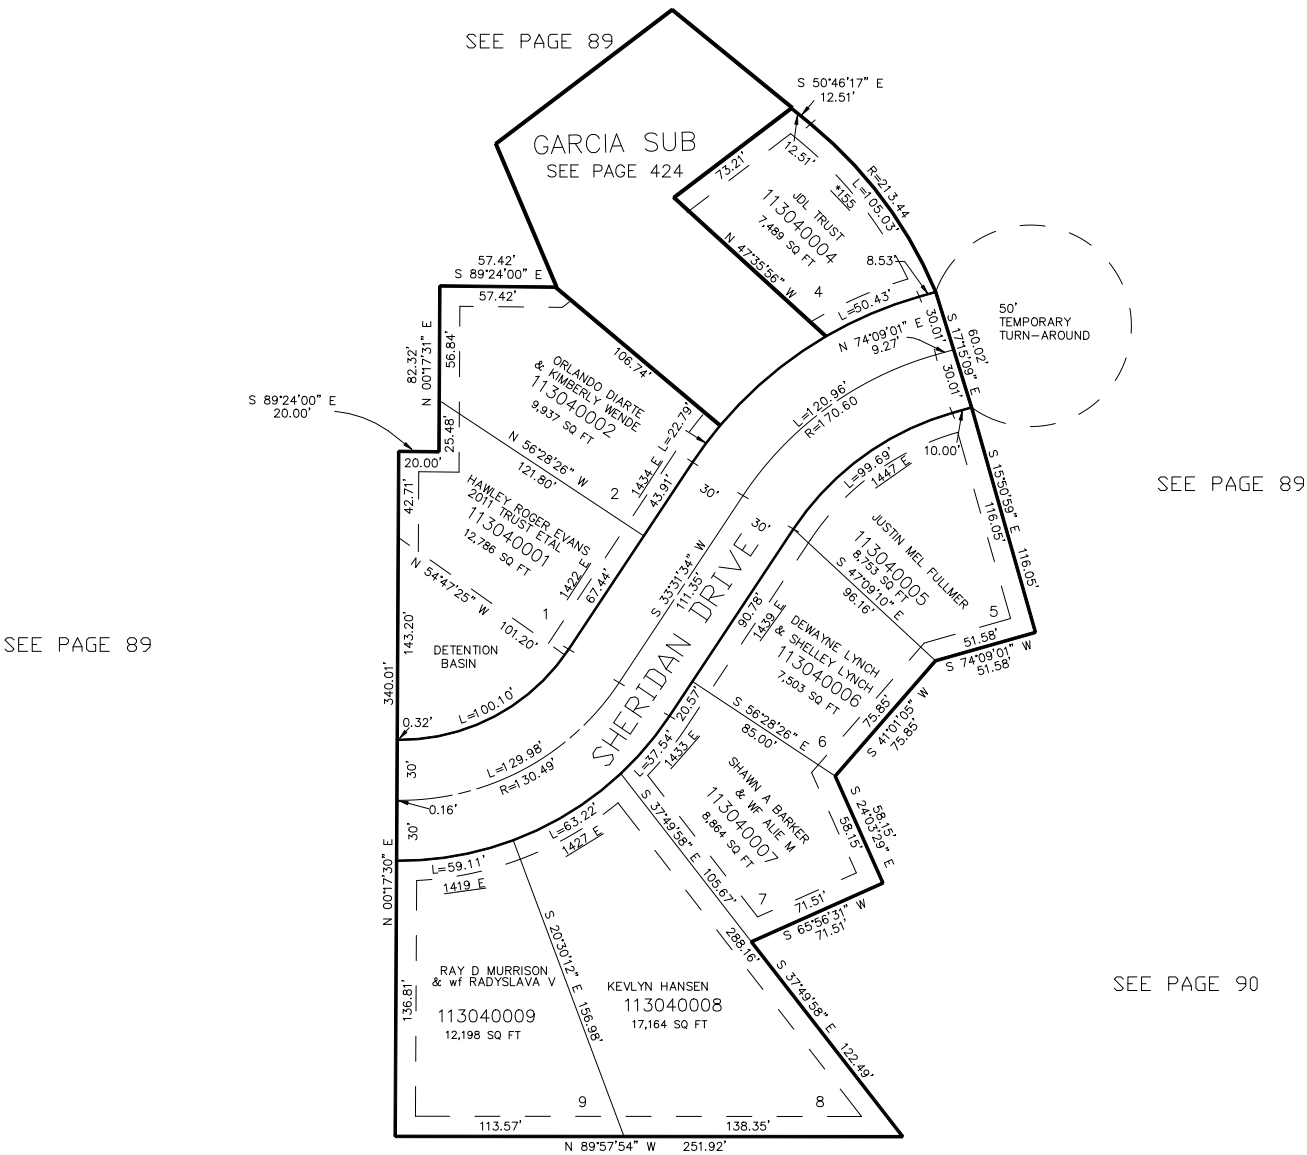 SEE PAGE 89
S 50°46'17" E
12.51'
GARCIA SUB
SEE PAGE 424
73.21'
12.51'
R=213.44
L=105.03'
*155
JDL TRUST
113040004
7,489 SQ FT
N 47°35'56" W
4
8.53'
L=50.43'
57.42'
S 89°24'00" E
57.42'
50'
TEMPORARY
TURN-AROUND
30.01'
S 17°15'09" E
60.02'
N 74°09'01" E
9.27'
30.01'
82.32'
N 00°17'31" E
56.84'
106.74'
ORLANDO DIARTE
& KIMBERLY WENDE
113040002
9,937 SQ FT
L=120.96'
R=170.60
S 89°24'00" E
20.00'
L=22.79'
1434 E
43.91'
2
N 56°28'26" W
121.80'
25.48'
20.00'
10.00'
L=99.69'
1447 E
SEE PAGE 89
S 15°50'59" E
116.05'
116.05'
42.71'
HAWLEY ROGER EVANS
2011 TRUST ETAL
113040001
12,786 SQ FT
30'
30'
JUSTIN MEL FULLMER
113040005
8,753 SQ FT
S 47°09'10" E
96.16'
5
N 54°47'25" W
101.20'
1422 E
67.44'
1
S 33°31'34" W
111.35'
SHERIDAN DRIVE
90.78'
1439 E
DEWAYNE LYNCH
& SHELLEY LYNCH
113040006
7,503 SQ FT
51.58'
S 74°09'01" W
51.58'
SEE PAGE 89
143.20'
DETENTION
BASIN
340.01'
0.32'
L=100.10'
20.57'
S 56°28'26" E
85.00'
6
75.85'
S 41°01'05" W
75.85'
L=37.54'
1433 E
30'
L=129.98'
R=130.49'
SHAWN A BARKER
& WF ALIE M
113040007
8,864 SQ FT
0.16'
30'
58.15'
S 24°03'29" E
58.15'
L=63.22'
1427 E
S 37°49'58" E
105.67'
7
N 00°17'30" E
L=59.11'
1419 E
71.51'
S 65°56'31" W
71.51'
288.16'
S 20°30'12" E 156.98'
RAY D MURRISON
& wf RADYSLAVA V
113040009
12,198 SQ FT
KEVLYN HANSEN
113040008
17,164 SQ FT
S 37°49'58" E
122.49'
SEE PAGE 90
136.81'
9
8
113.57'
138.35'
N 89°57'54" W 251.92'